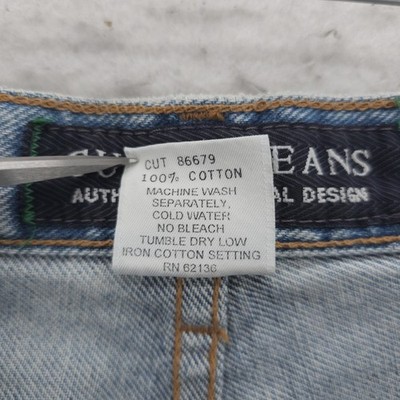 EANS
AUTH
AL DESIGN
CUT 86679
100% COTTON
MACHINE WASH
SEPARATELY,
COLD WATER
NO BLEACH
TUMBLE DRY LOW
IRON COTTON SETTING
RN 62136